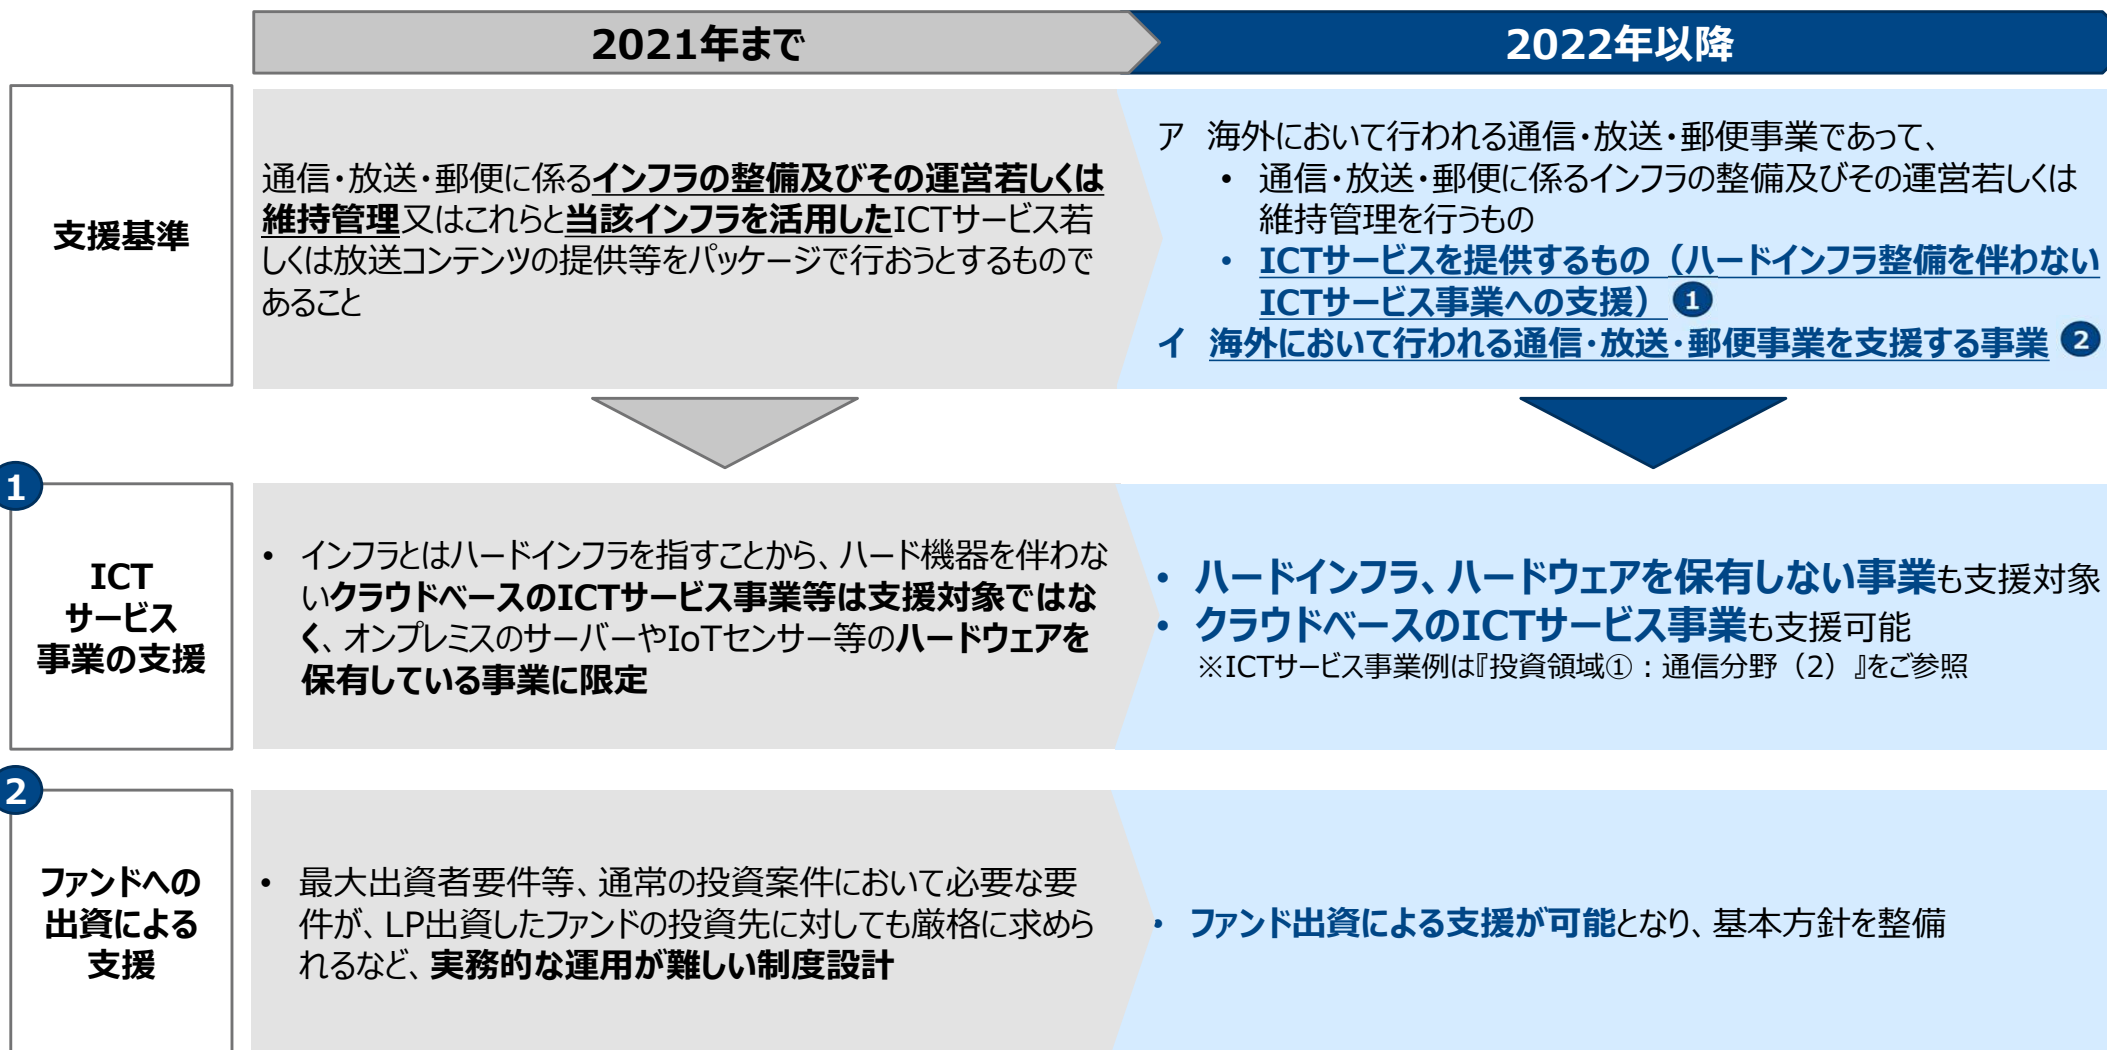 2021年まで
2022年以降
支援基準
通信・放送・郵便に係るインフラの整備及びその運営若しくは
維持管理又はこれらと当該インフラを活用したICTサービス若
しくは放送コンテンツの提供等をパッケージで行おうとするもので
あること
ア 海外において行われる通信・放送・郵便事業であって、
• 通信・放送・郵便に係るインフラの整備及びその運営若しくは
維持管理を行うもの
• ICTサービスを提供するもの（ハードインフラ整備を伴わない
ICTサービス事業への支援） 1
イ 海外において行われる通信・放送・郵便事業を支援する事業 2
1
ICT
サービス
事業の支援
• インフラとはハードインフラを指すことから、ハード機器を伴わな
いクラウドベースのICTサービス事業等は支援対象ではな
く、オンプレミスのサーバーやIoTセンサー等のハードウェアを
保有している事業に限定
• ハードインフラ、ハードウェアを保有しない事業も支援対象
• クラウドベースのICTサービス事業も支援可能
※ICTサービス事業例は『投資領域①：通信分野（2）』をご参照
2
ファンドへの
出資による
支援
• 最大出資者要件等、通常の投資案件において必要な要
件が、LP出資したファンドの投資先に対しても厳格に求めら
れるなど、実務的な運用が難しい制度設計
• ファンド出資による支援が可能となり、基本方針を整備